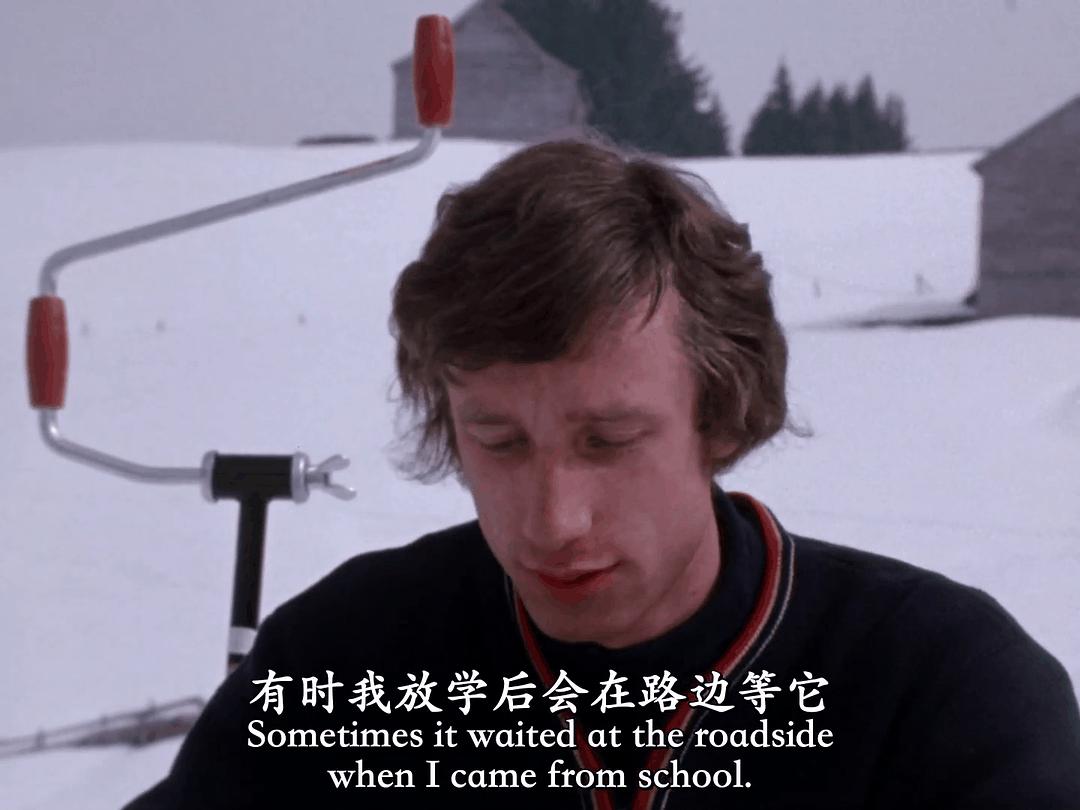 有时我放学后会在路边等它
Sometimes it waited at the roadside
when I came from school.